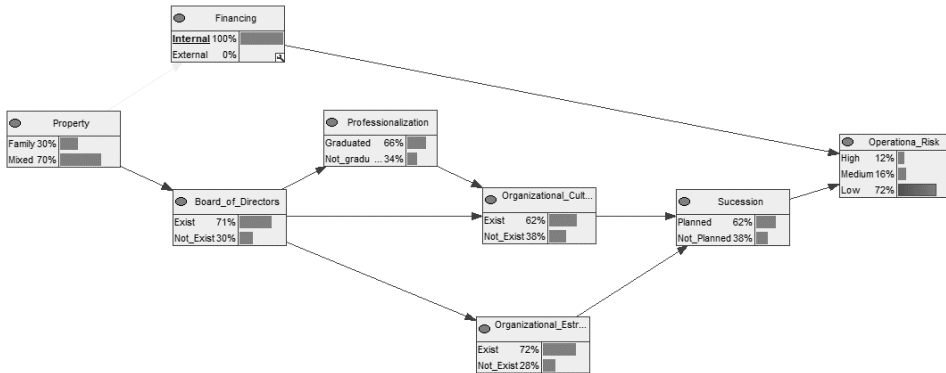 Financing
Internal 100%
External 0%
Property
Family 30%
Mixed 70%
Professionalization
Graduated 66%
Not_gradu ... 34%
Operationa_Risk
High 12%
Medium 16%
Low 72%
Board_of_Directors
Exist 71%
Not_Exist 30%
Organizational_Cult...
Exist 62%
Not_Exist 38%
Sucession
Planned 62%
Not_Planned 38%
Organizational_Estr...
Exist 72%
Not_Exist 28%